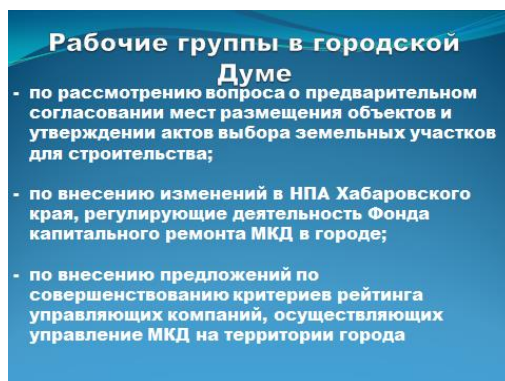 Рабочие группы в городской
Думе
- по рассмотрению вопроса о предварительном
согласовании мест размещения объектов и
утверждении актов выбора земельных участков
для строительства;
- по внесению изменений в НПА Хабаровского
края, регулирующие деятельность Фонда
капитального ремонта МКД в городе;
- по внесению предложений по
совершенствованию критериев рейтинга
управляющих компаний, осуществляющих
управление МКД на территории города